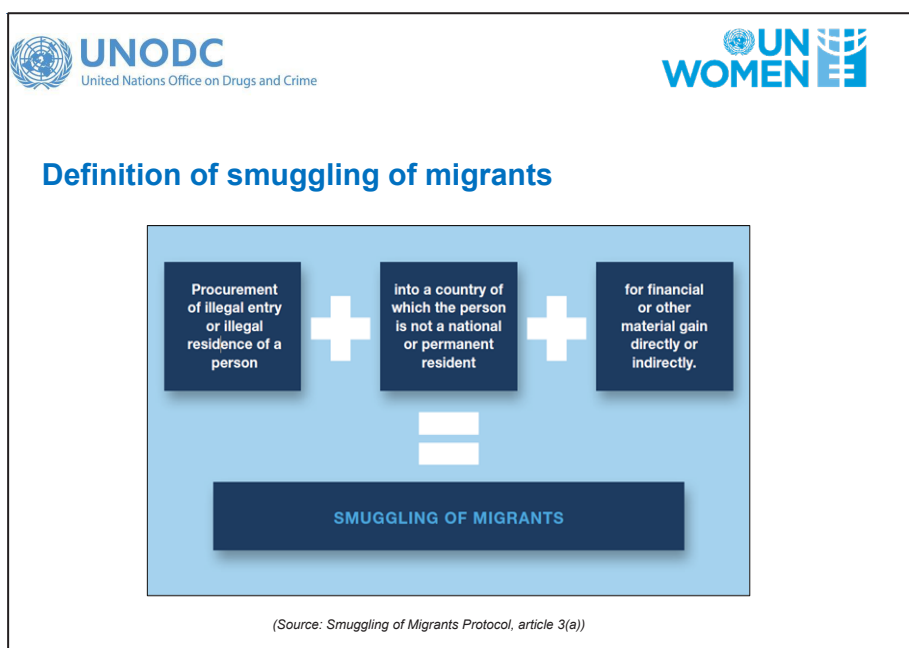 UNODC
United Nations Office on Drugs and Crime
UN
WOMEN
Definition of smuggling of migrants
Procurement
of illegal entry
or illegal
residence of a
person
into a country of
which the person
is not a national
or permanent
resident
for financial
or other
material gain
directly or
indirectly.
SMUGGLING OF MIGRANTS
(Source: Smuggling of Migrants Protocol, article 3(a))